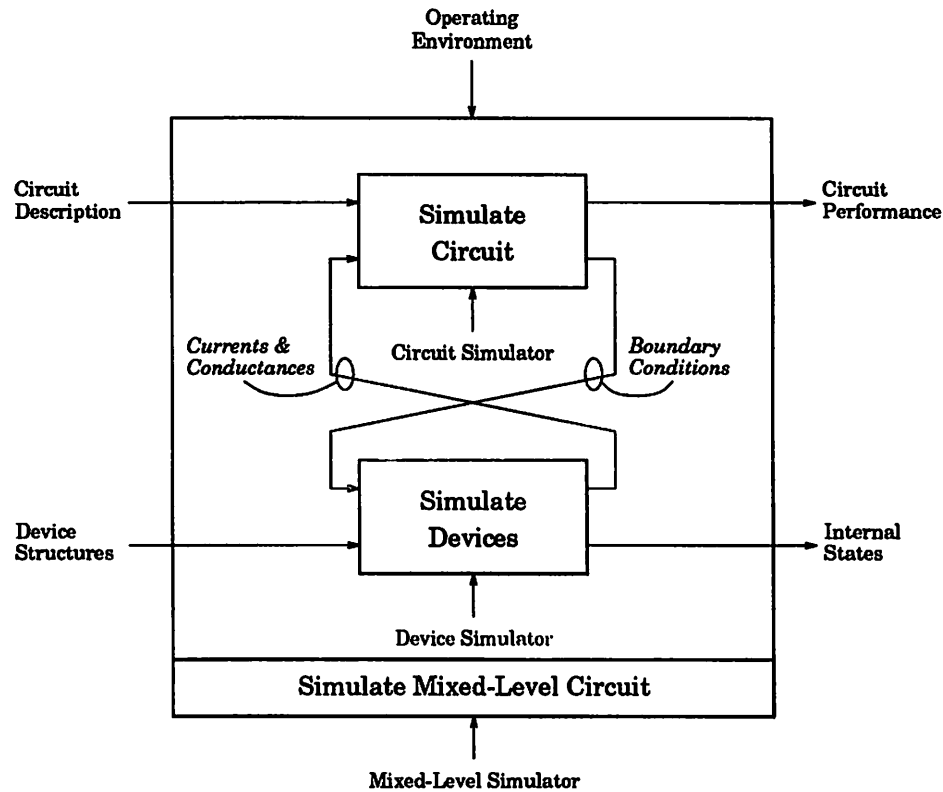 Operating
Environment
Circuit
Description
Simulate
Circuit
Circuit
Performance
Currents &
Conductances
Circuit Simulator
Boundary
Conditions
Device
Structures
Simulate
Devices
Internal
States
Device Simulator
Simulate Mixed-Level Circuit
Mixed-Level Simulator